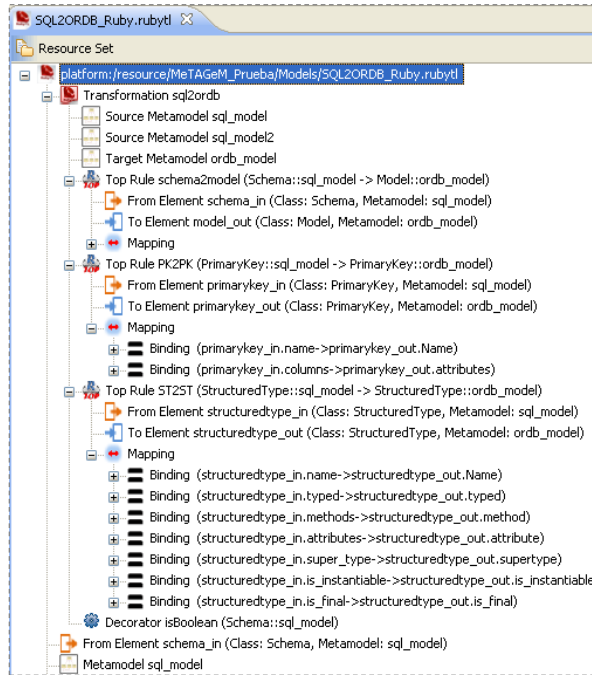 SQL2ORDB_Ruby.rubytl
Resource Set
platform:/resource/MeTAGeM_Prueba/Models/SQL2ORDB_Ruby.rubytl
Transformation sql2ordb
Source Metamodel sql_model
Source Metamodel sql_model2
Target Metamodel ordb_model
Top Rule schema2model (Schema::sql_model -> Model::ordb_model)
From Element schema_in (Class: Schema, Metamodel: sql_model)
To Element model_out (Class: Model, Metamodel: ordb_model)
Mapping
Top Rule PK2PK (PrimaryKey::sql_model -> PrimaryKey::ordb_model)
From Element primarykey_in (Class: PrimaryKey, Metamodel: sql_model)
To Element primarykey_out (Class: PrimaryKey, Metamodel: ordb_model)
Mapping
Binding (primarykey_in.name->primarykey_out.Name)
Binding (primarykey_in.columns->primarykey_out.attributes)
Top Rule ST2ST (StructuredType::sql_model -> StructuredType::ordb_model)
From Element structuredtype_in (Class: StructuredType, Metamodel: sql_model)
To Element structuredtype_out (Class: StructuredType, Metamodel: ordb_model)
Mapping
Binding (structuredtype_in.name->structuredtype_out.Name)
Binding (structuredtype_in.typed->structuredtype_out.typed)
Binding (structuredtype_in.methods->structuredtype_out.method)
Binding (structuredtype_in.attributes->structuredtype_out.attribute)
Binding (structuredtype_in.super_type->structuredtype_out.supertype)
Binding (structuredtype_in.is_instantiable->structuredtype_out.is_instantiable
Binding (structuredtype_in.is_final->structuredtype_out.is_final)
Decorator isBoolean (Schema::sql_model)
From Element schema_in (Class: Schema, Metamodel: sql_model)
Metamodel sql_model